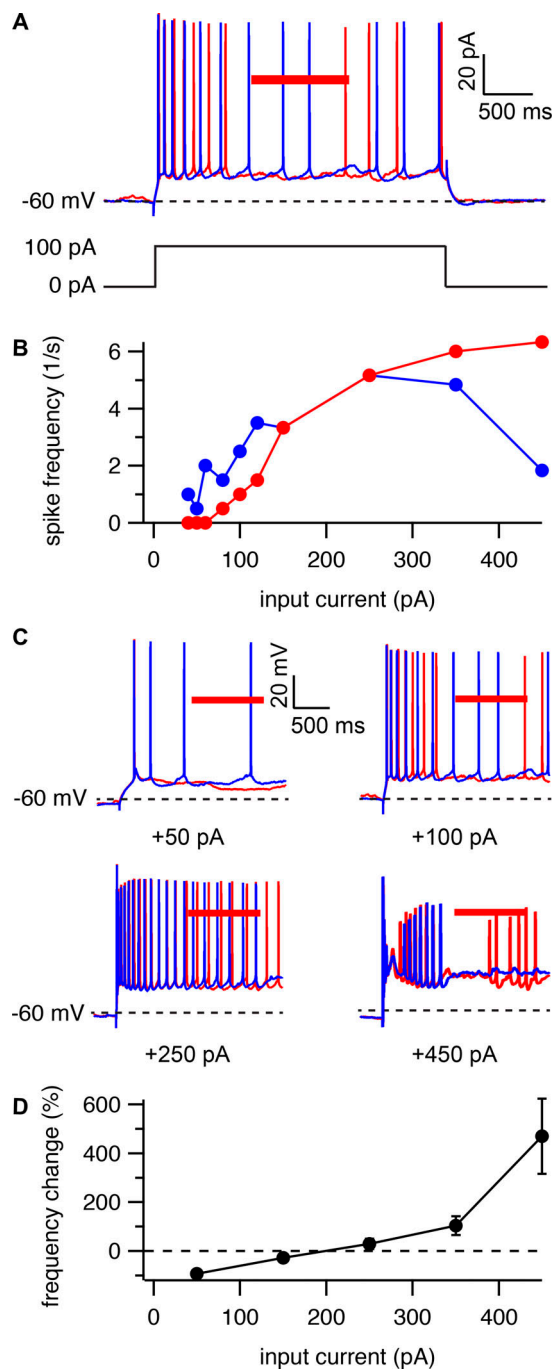 A
20 pA
500 ms
-60 mV
100 pA
0 pA
B
spike frequency (1/s)
6
4
2
0
0 100 200 300 400
input current (pA)
C
20 mV
500 ms
-60 mV
+50 pA +100 pA
-60 mV
+250 pA +450 pA
D
frequency change (%)
600
400
200
0
0 100 200 300 400
input current (pA)